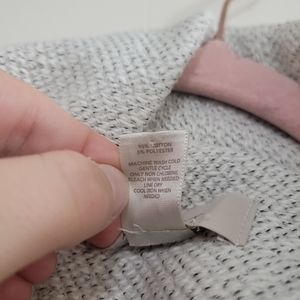 95% COTTON
5% POLYESTER
MACHINE WASH COLD
GENTLE CYCLE
ONLY NON CHLORINE
BLEACH WHEN NEEDED
LINE DRY
COOL IRON WHEN
NEEDED